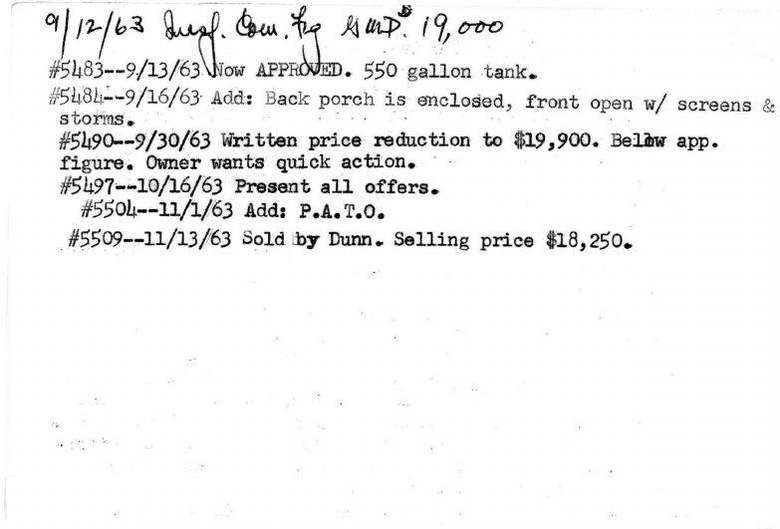 9/12/63 19,000
#5483--9/13/63 Now APPROVED. 550 gallon tank.
#5484--9/16/63 Add: Back porch is enclosed, front open w/ screens &
storms.
#5490--9/30/63 Written price reduction to $19,900. Below app.
figure. Owner wants quick action.
#5497--10/16/63 Present all offers.
#5504--11/1/63 Add: P.A.T.O.
#5509--11/13/63 Sold by Dunn. Selling price $18,250.